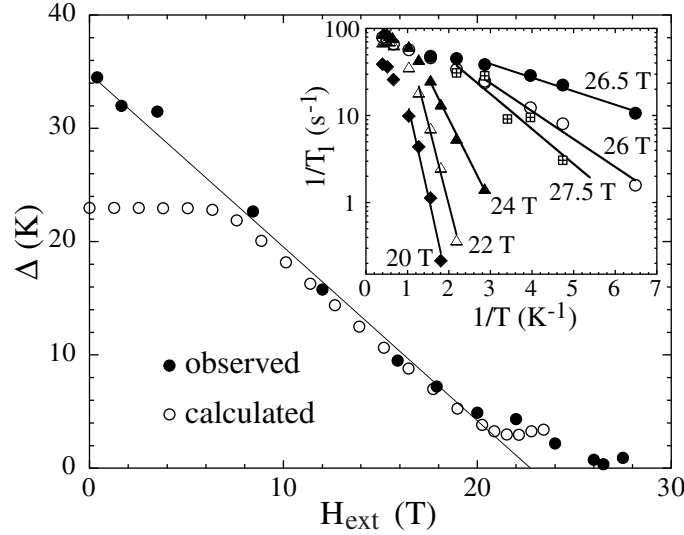 40
30
20
10
0
Δ (K)
0
10
20
30
H_ext (T)
● observed
○ calculated
100
10
1
1/T_1 (s^-1)
0
1
2
3
4
5
6
7
1/T (K^-1)
26.5 T
26 T
27.5 T
24 T
22 T
20 T